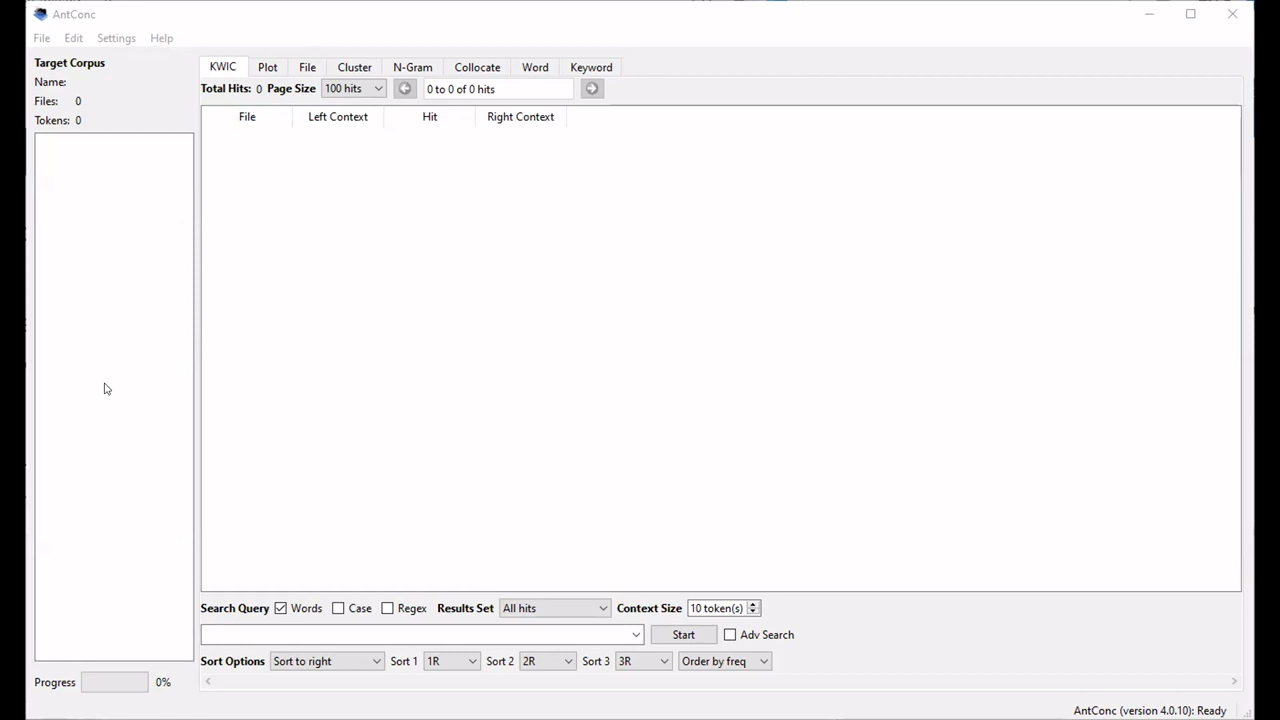 AntConc
File Edit Settings Help
Target Corpus
Name:
Files: 0
Tokens: 0
KWIC Plot File Cluster N-Gram Collocate Word Keyword
Total Hits: 0 Page Size 100 hits 0 to 0 of 0 hits
File Left Context Hit Right Context
Search Query Words Case Regex Results Set All hits Context Size 10 token(s)
Start Adv Search
Sort Options Sort to right Sort 1 1R Sort 2 2R Sort 3 3R Order by freq
Progress 0%
AntConc (version 4.0.10): Ready